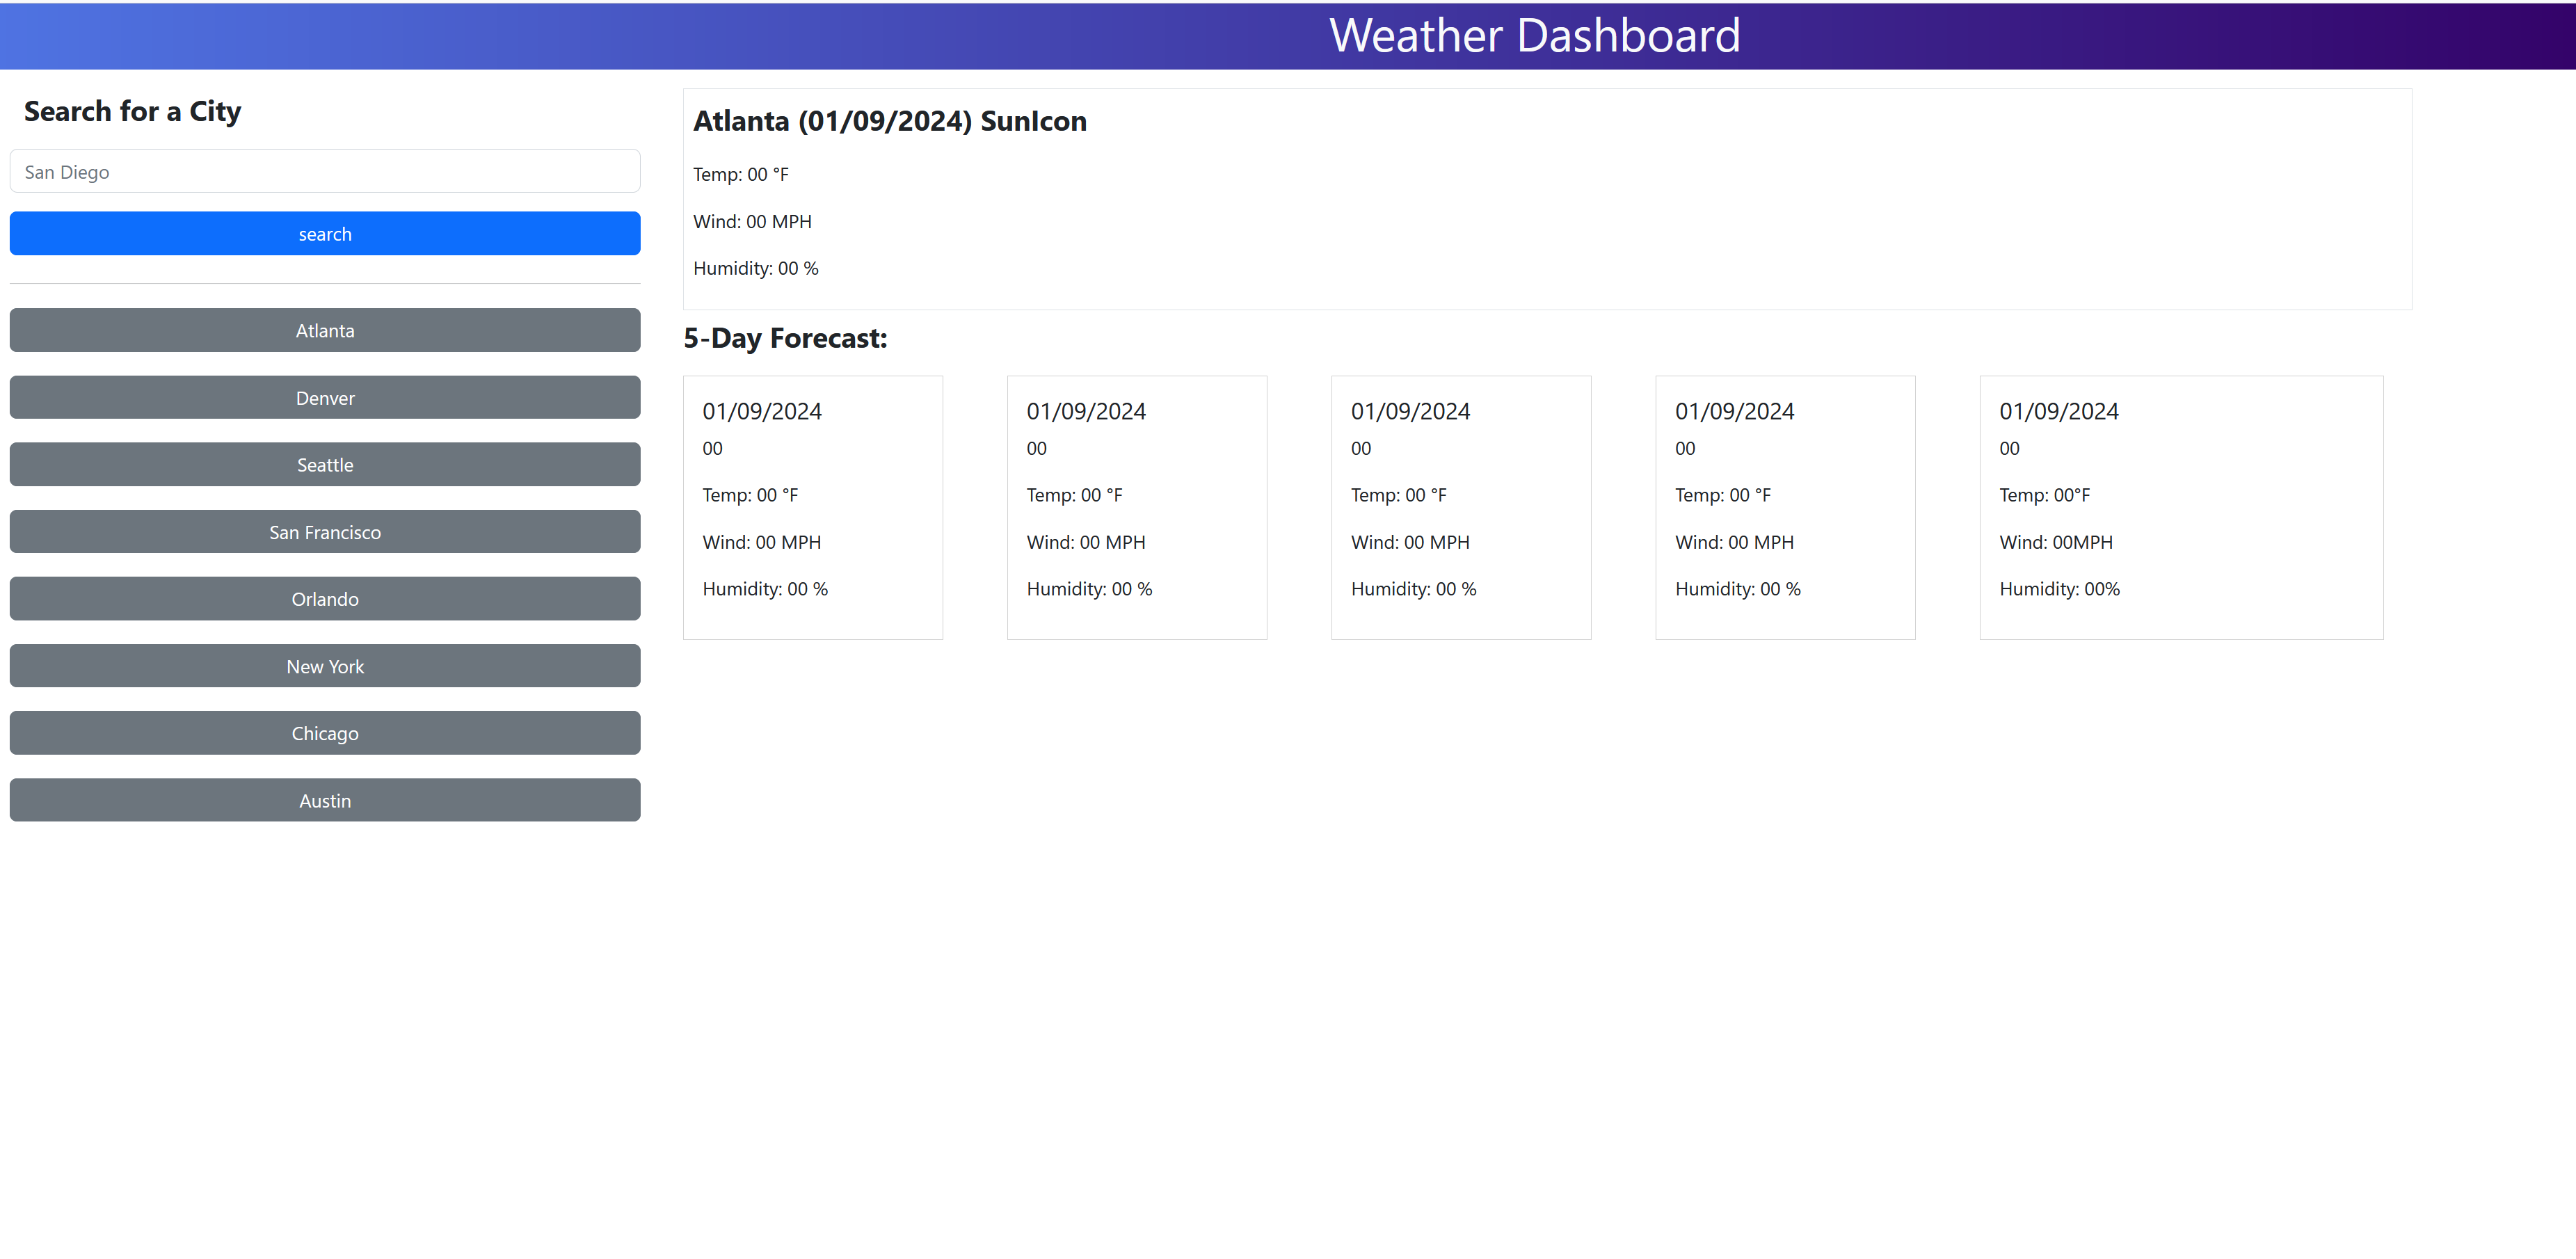 Weather Dashboard
Search for a City
San Diego
search
Atlanta
Denver
Seattle
San Francisco
Orlando
New York
Chicago
Austin
Atlanta (01/09/2024) SunIcon
Temp: 00 °F
Wind: 00 MPH
Humidity: 00 %
5-Day Forecast:
01/09/2024
00
Temp: 00 °F
Wind: 00 MPH
Humidity: 00 %
01/09/2024
00
Temp: 00 °F
Wind: 00 MPH
Humidity: 00 %
01/09/2024
00
Temp: 00 °F
Wind: 00 MPH
Humidity: 00 %
01/09/2024
00
Temp: 00 °F
Wind: 00 MPH
Humidity: 00 %
01/09/2024
00
Temp: 00°F
Wind: 00MPH
Humidity: 00%